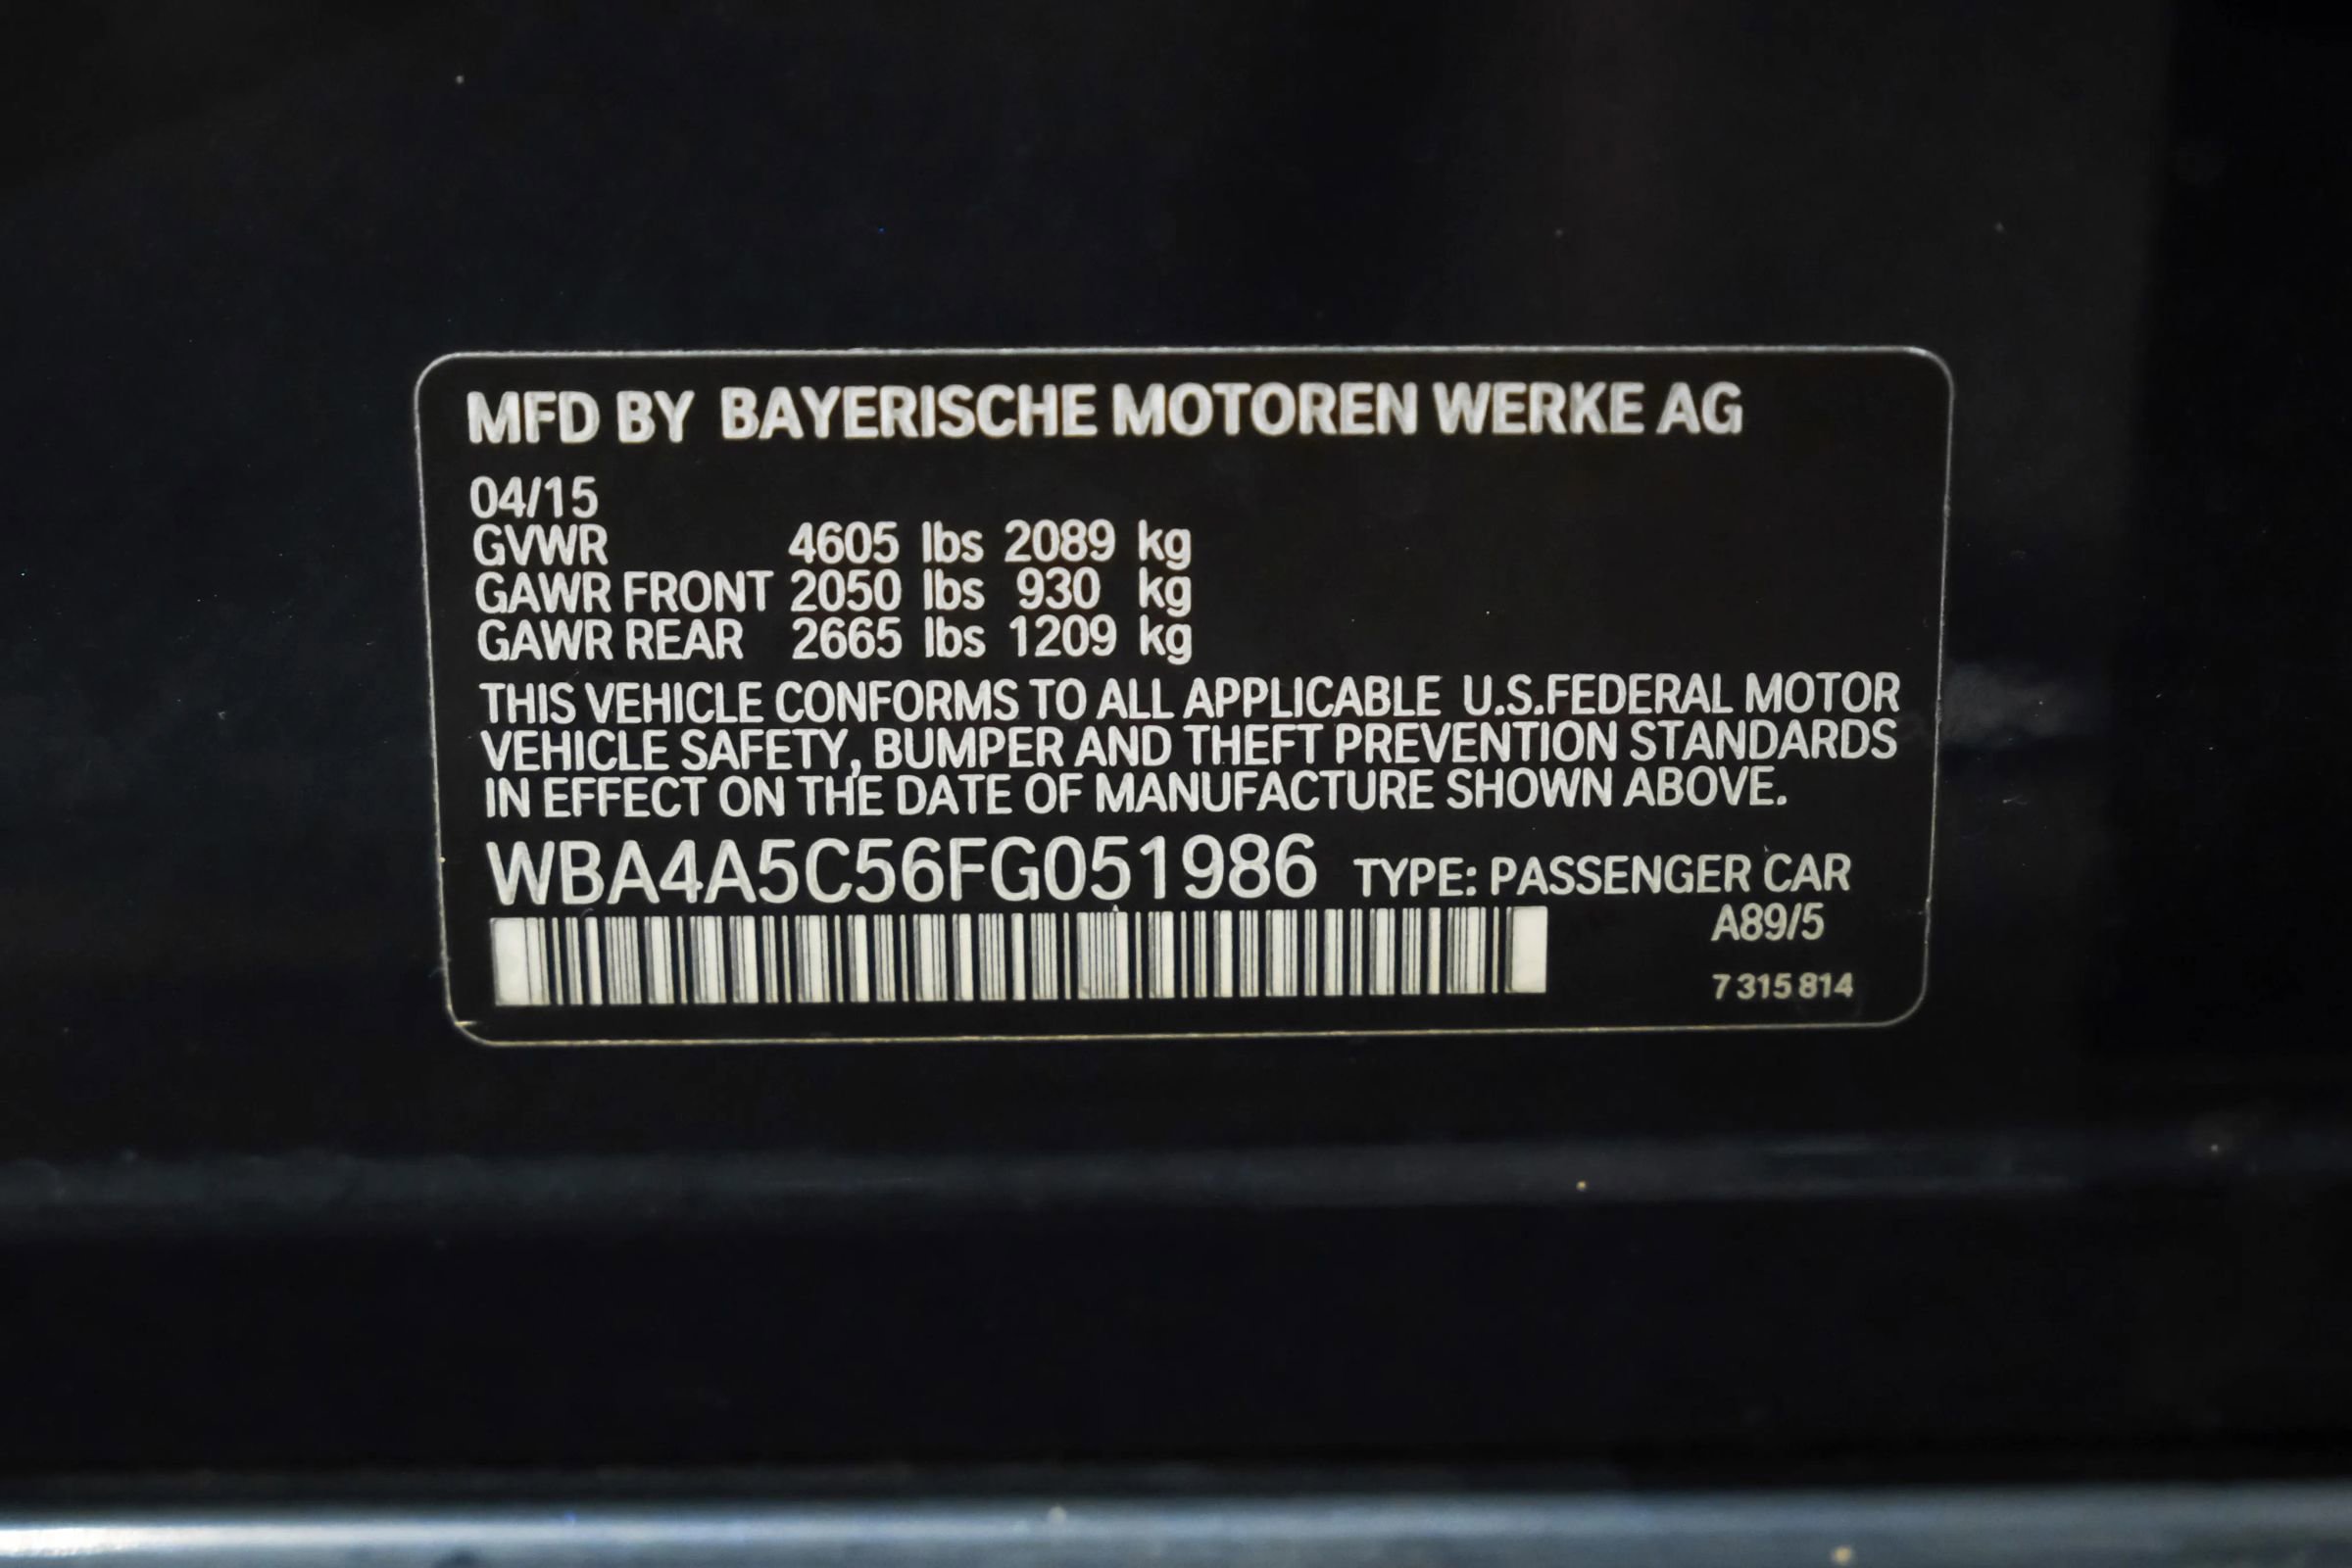 MFD BY BAYERISCHE MOTOREN WERKE AG
04/15
GVWR 4605 lbs 2089 kg
GAWR FRONT 2050 lbs 930 kg
GAWR REAR 2665 lbs 1209 kg
THIS VEHICLE CONFORMS TO ALL APPLICABLE U.S.FEDERAL MOTOR
VEHICLE SAFETY, BUMPER AND THEFT PREVENTION STANDARDS
IN EFFECT ON THE DATE OF MANUFACTURE SHOWN ABOVE.
WBA4A5C56FG051986 TYPE: PASSENGER CAR
A89/5
7 315 814